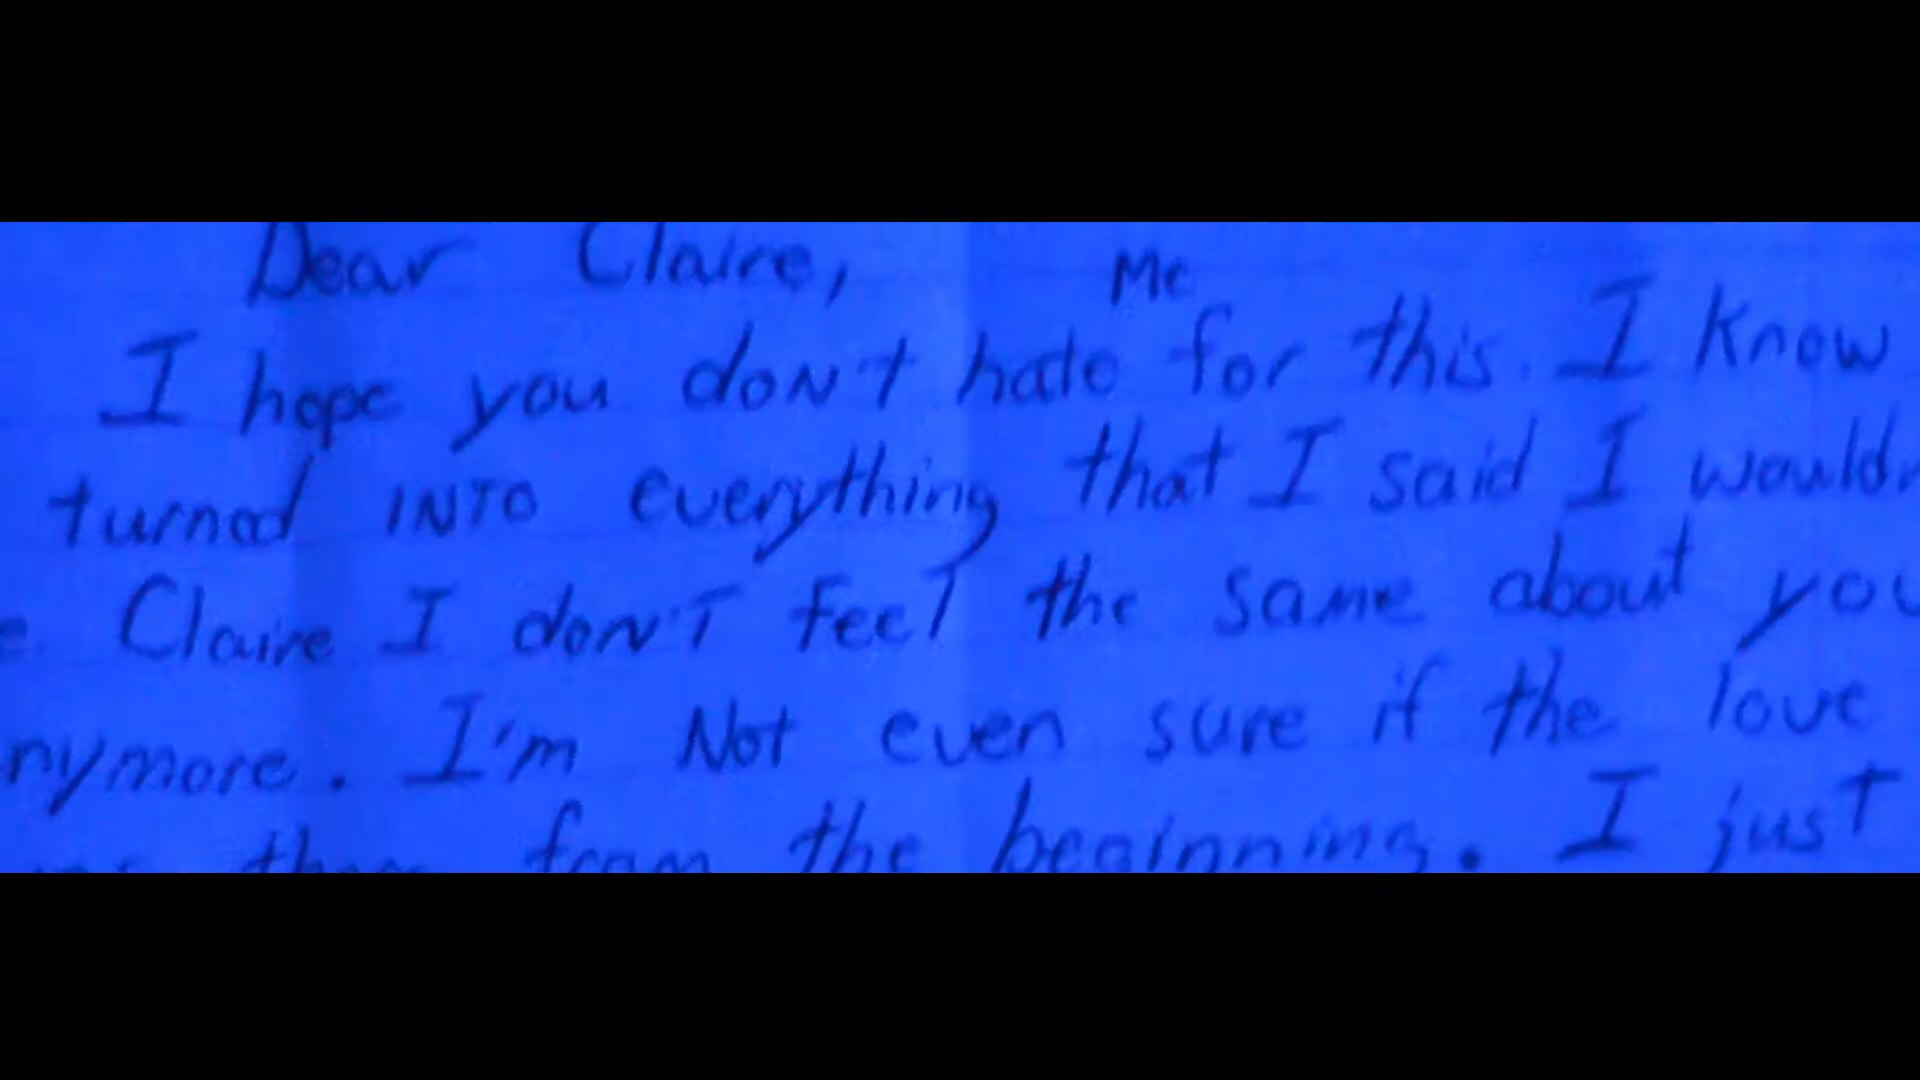 Dear Claire,
Me
I hope you don't hate for this. I know
turned INTO everything that I said I would
e. Claire I don't feel the same about you
nymore. I'm Not even sure if the love
from the beginning. I just